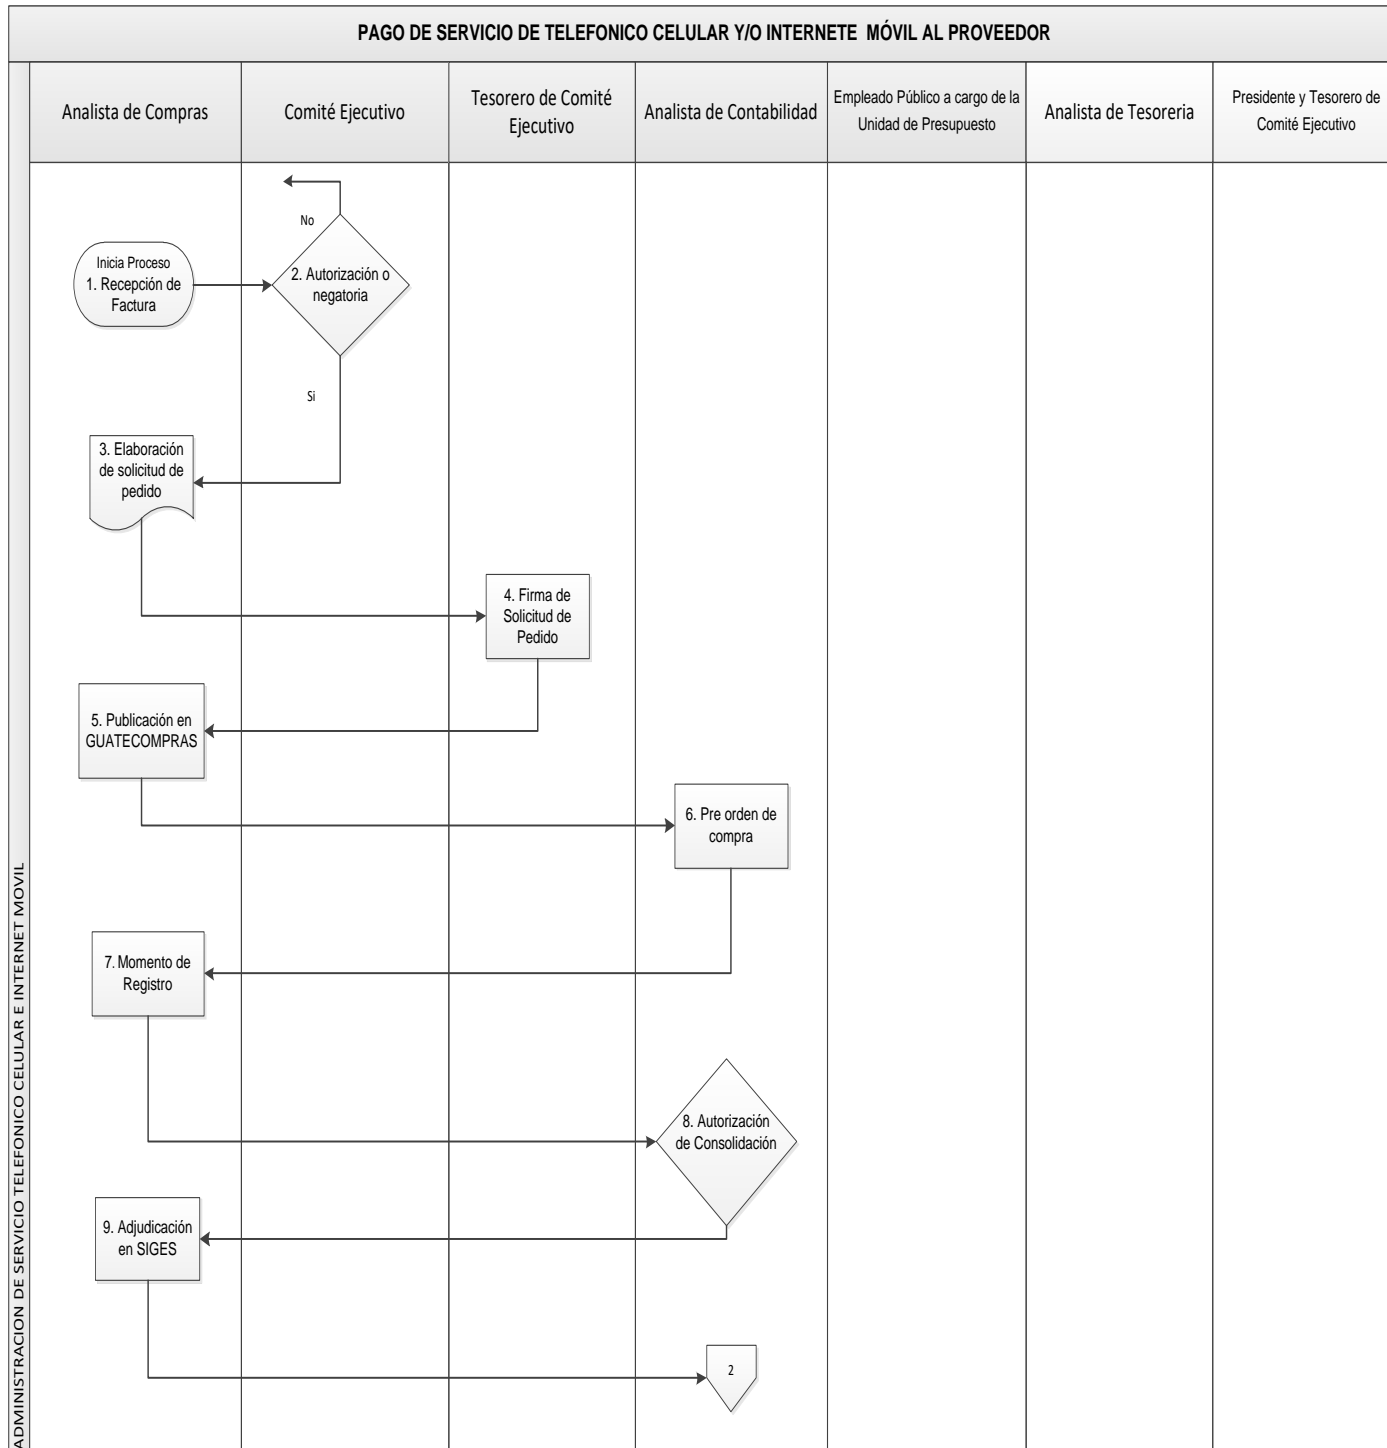 PAGO DE SERVICIO DE TELEFONICO CELULAR Y/O INTERNETE MÓVIL AL PROVEEDOR
Analista de Compras
Comité Ejecutivo
Tesorero de Comité
Ejecutivo
Analista de Contabilidad
Empleado Público a cargo de la
Unidad de Presupuesto
Analista de Tesoreria
Presidente y Tesorero de
Comité Ejecutivo
ADMINISTRACION DE SERVICIO TELEFONICO CELULAR E INTERNET MOVIL
No
Inicia Proceso
1. Recepción de
Factura
2. Autorización o
negatoria
Si
3. Elaboración
de solicitud de
pedido
4. Firma de
Solicitud de
Pedido
5. Publicación en
GUATECOMPRAS
6. Pre orden de
compra
7. Momento de
Registro
8. Autorización
de Consolidación
9. Adjudicación
en SIGES
2